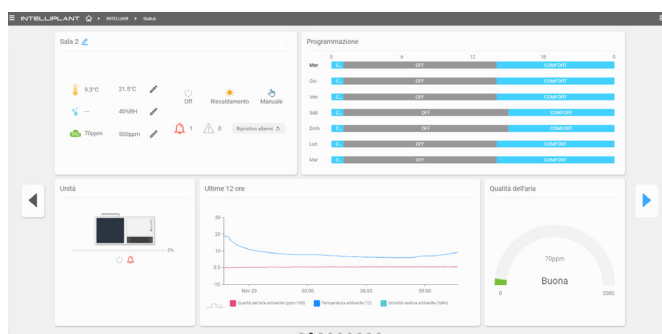 INTELLIPLANT INTELLIAIR Status
Sala 2
9.3°C 21.5°C
-- 40%RH
70ppm 500ppm
Off Riscaldamento Manuale
1 0 Ripristino allarmi
Programmazione
0 6 12 18 0
Mer C... OFF COMFORT
Gio C... OFF COMFORT
Ven C... OFF COMFORT
Sab C... OFF COMFORT
Dom C... OFF COMFORT
Lun C... OFF COMFORT
Mar C... OFF COMFORT
Unità
0%
Ultime 12 ore
30
20
10
0.0
-10
Nov 29 03:00 06:00 09:00
Qualità dell'aria ambiente (ppm/100) Temperatura ambiente (°C) Umidità relativa ambiente (%RH)
Qualità dell'aria
70ppm
Buona
0 2000